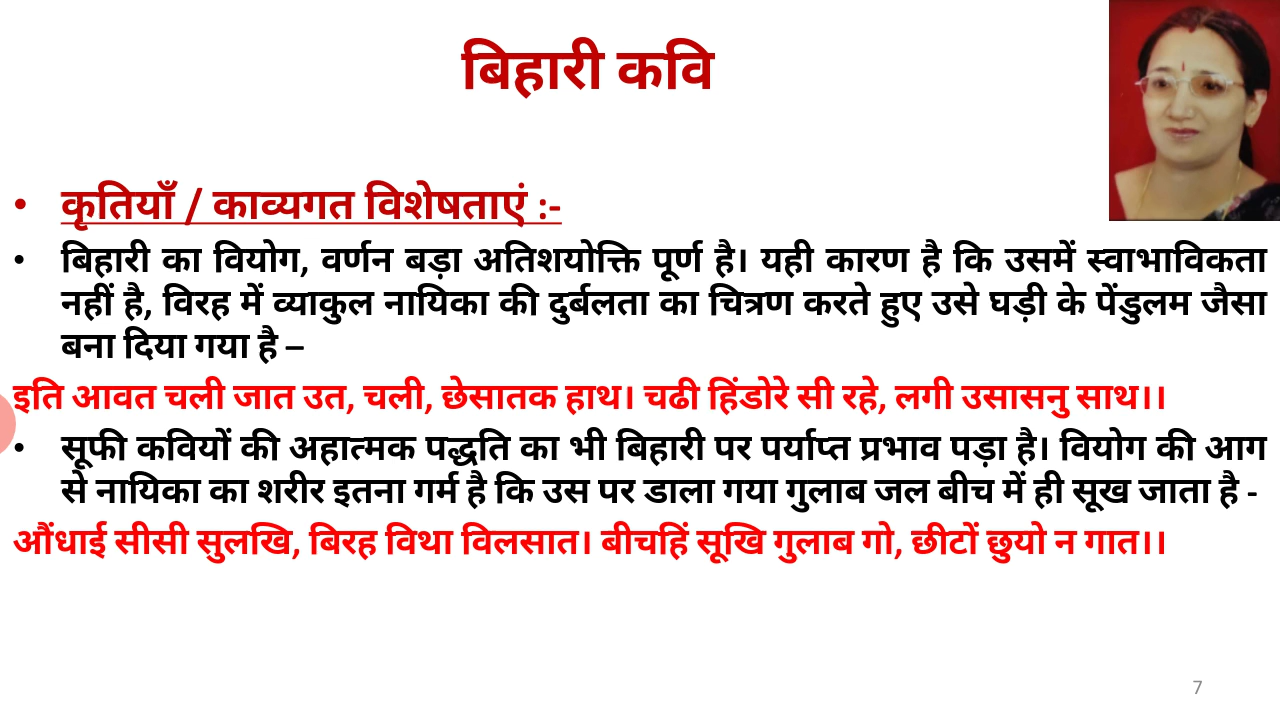 बिहारी कवि
• कृतियाँ / काव्यगत विशेषताएं :-
• बिहारी का वियोग, वर्णन बड़ा अतिशयोक्ति पूर्ण है। यही कारण है कि उसमें स्वाभाविकता
नहीं है, विरह में व्याकुल नायिका की दुर्बलता का चित्रण करते हुए उसे घड़ी के पेंडुलम जैसा
बना दिया गया है –
इति आवत चली जात उत, चली, छेसातक हाथ। चढी हिंडोरे सी रहे, लगी उसासनु साथ।।
• सूफी कवियों की अहात्मक पद्धति का भी बिहारी पर पर्याप्त प्रभाव पड़ा है। वियोग की आग
से नायिका का शरीर इतना गर्म है कि उस पर डाला गया गुलाब जल बीच में ही सूख जाता है -
औंधाई सीसी सुलखि, बिरह विथा विलसात। बीचहिं सूखि गुलाब गो, छीटों छुयो न गात।।
7